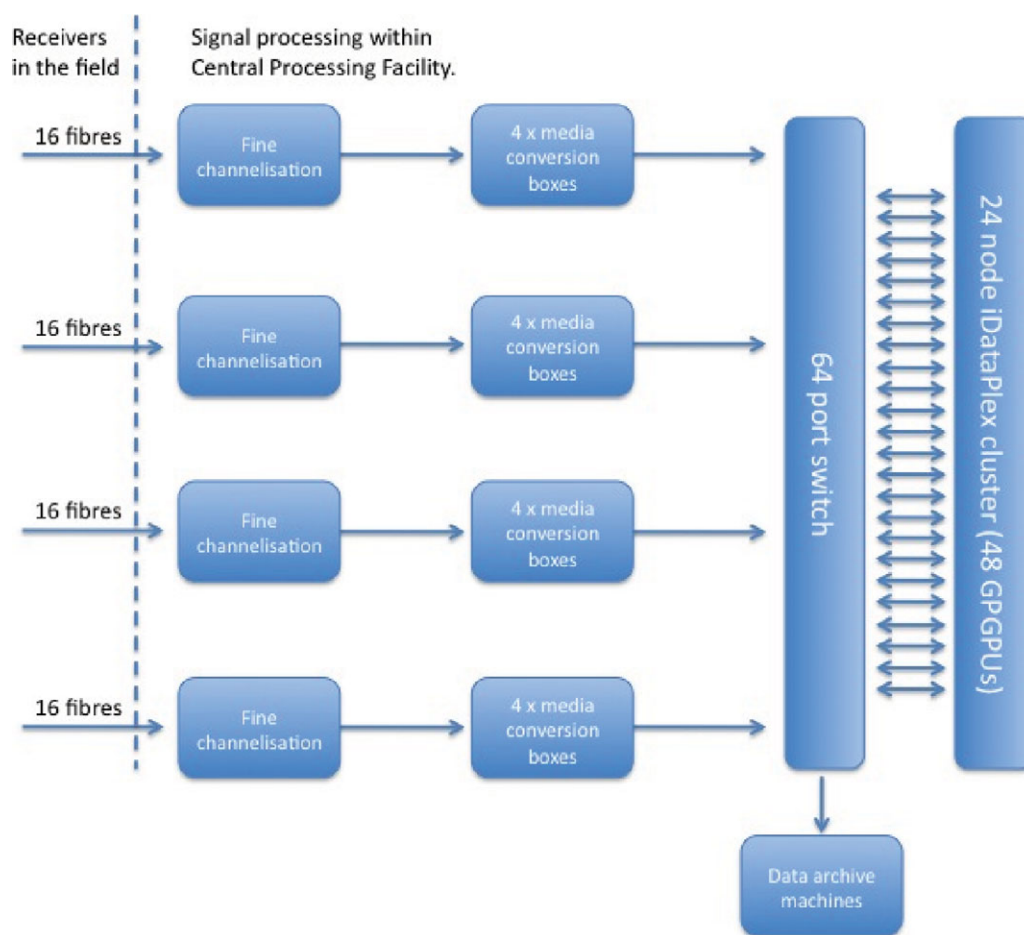 Receivers
in the field
Signal processing within
Central Processing Facility.
16 fibres
Fine
channelisation
4 x media
conversion
boxes
16 fibres
Fine
channelisation
4 x media
conversion
boxes
16 fibres
Fine
channelisation
4 x media
conversion
boxes
16 fibres
Fine
channelisation
4 x media
conversion
boxes
64 port switch
24 node iDataPlex cluster (48 GPGPUs)
Data archive
machines